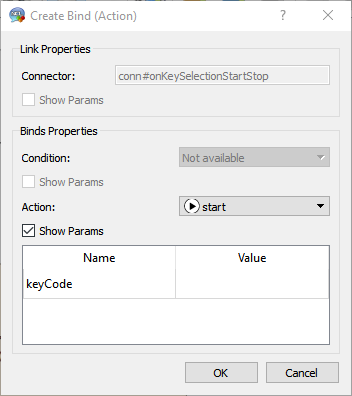 Create Bind (Action)
Link Properties
Connector: conn#onKeySelectionStartStop
Show Params
Binds Properties
Condition: Not available
Show Params
Action: start
Show Params
Name Value
keyCode
OK Cancel